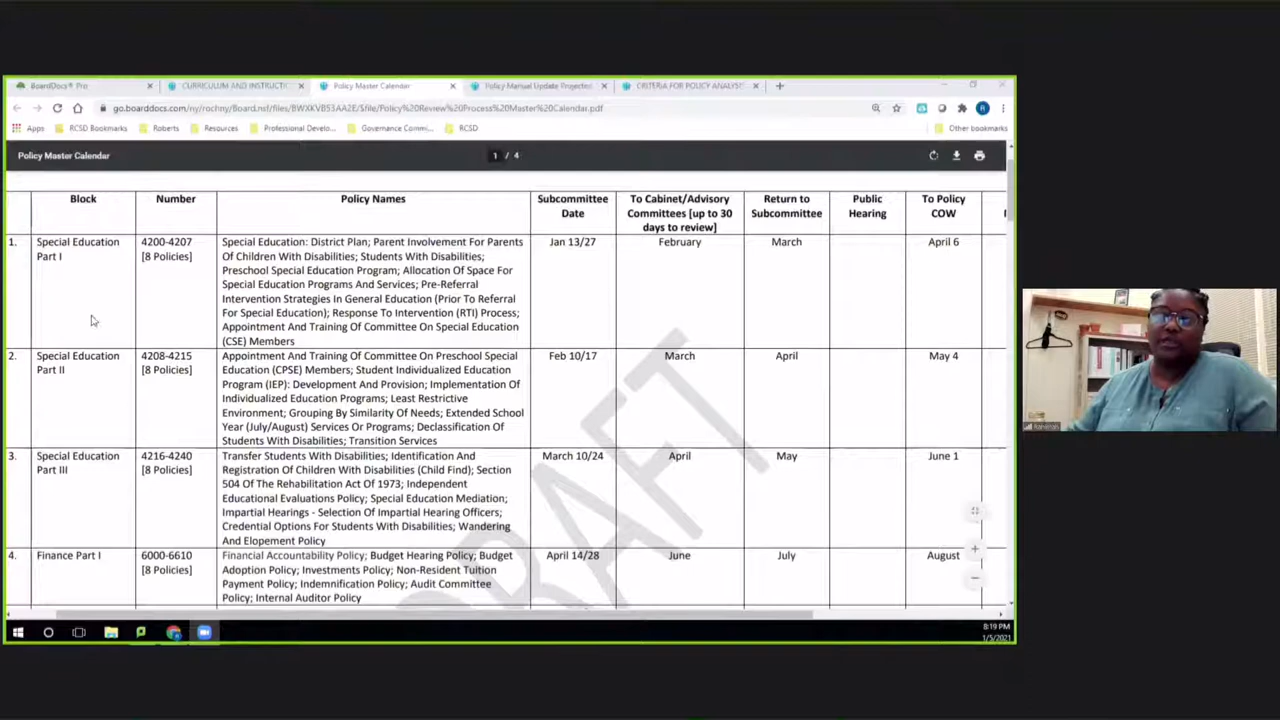 BoardDocs® Pro
CURRICULUM AND INSTRUCTIO
Policy Master Calendar
Policy Manual Update Projected
CRITERIA FOR POLICY ANALYST
go.boarddocs.com/ny/rochny/Board.nsf/files/BWXKVB53AA2E/$file/Policy%20Review%20Process%20Master%20Calendar.pdf
Apps
RCSD Bookmarks
Roberts
Resources
Professional Develo...
Governance Commi...
RCSD
Other bookmarks
Policy Master Calendar
1 / 4
Block Number Policy Names Subcommittee To Cabinet/Advisory Return to Public To Policy
Date Committees [up to 30 Subcommittee Hearing COW
days to review]
1. Special Education 4200-4207 Special Education: District Plan; Parent Involvement For Parents Jan 13/27 February March April 6
Part I [8 Policies] Of Children With Disabilities; Students With Disabilities;
Preschool Special Education Program; Allocation Of Space For
Special Education Programs And Services; Pre-Referral
Intervention Strategies In General Education (Prior To Referral
For Special Education); Response To Intervention (RTI) Process;
Appointment And Training Of Committee On Special Education
(CSE) Members
2. Special Education 4208-4215 Appointment And Training Of Committee On Preschool Special Feb 10/17 March April May 4
Part II [8 Policies] Education (CPSE) Members; Student Individualized Education
Program (IEP): Development And Provision; Implementation Of
Individualized Education Programs; Least Restrictive
Environment; Grouping By Similarity Of Needs; Extended School
Year (July/August) Services Or Programs; Declassification Of
Students With Disabilities; Transition Services
3. Special Education 4216-4240 Transfer Students With Disabilities; Identification And March 10/24 April May June 1
Part III [8 Policies] Registration Of Children With Disabilities (Child Find); Section
504 Of The Rehabilitation Act Of 1973; Independent
Educational Evaluations Policy; Special Education Mediation;
Impartial Hearings - Selection Of Impartial Hearing Officers;
Credential Options For Students With Disabilities; Wandering
And Elopement Policy
4. Finance Part I 6000-6610 Financial Accountability Policy; Budget Hearing Policy; Budget April 14/28 June July August
[8 Policies] Adoption Policy; Investments Policy; Non-Resident Tuition
Payment Policy; Indemnification Policy; Audit Committee
Policy; Internal Auditor Policy
DRAFT
8:19 PM
1/5/2021